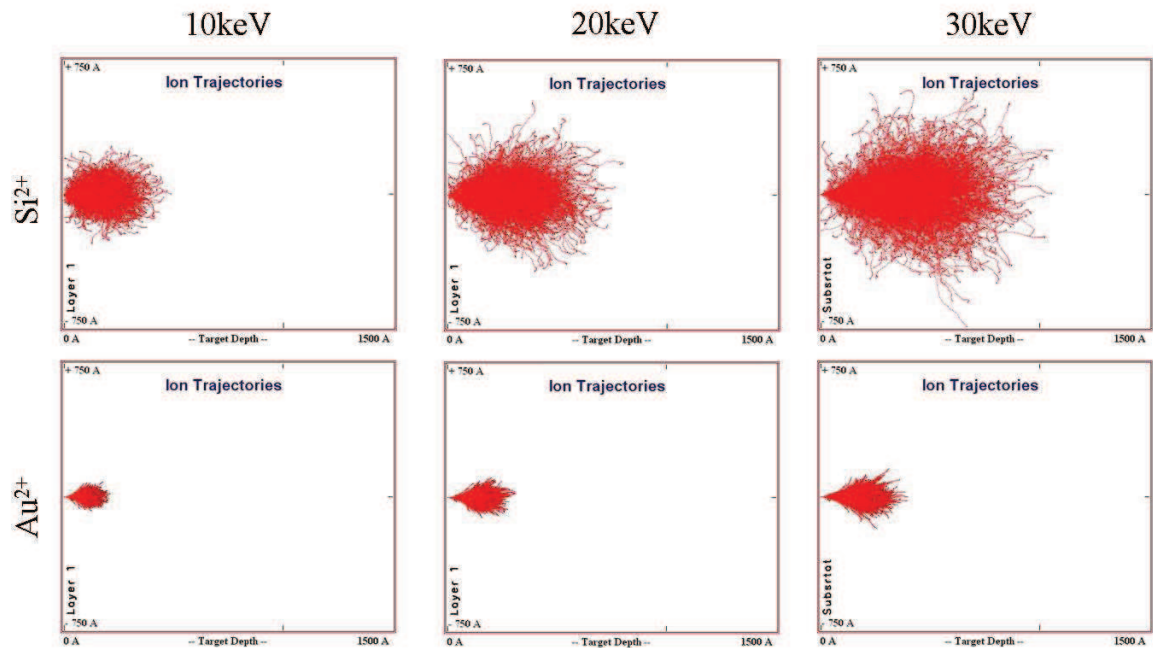 10keV 20keV 30keV
Si2+
+ 750 A
Ion Trajectories
Layer 1
- 750 A
0 A -- Target Depth -- 1500 A
+ 750 A
Ion Trajectories
Layer 1
- 750 A
0 A -- Target Depth -- 1500 A
+ 750 A
Ion Trajectories
Subsrtat
- 750 A
0 A -- Target Depth -- 1500 A
Au2+
+ 750 A
Ion Trajectories
Layer 1
- 750 A
0 A -- Target Depth -- 1500 A
+ 750 A
Ion Trajectories
Layer 1
- 750 A
0 A -- Target Depth -- 1500 A
+ 750 A
Ion Trajectories
Subsrtat
- 750 A
0 A -- Target Depth -- 1500 A